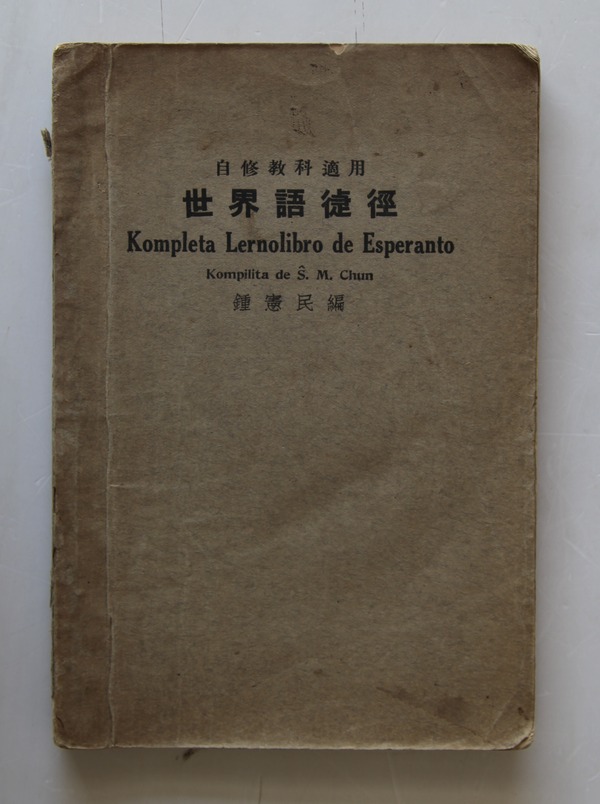 自修教科適用
世界語徤徑
Kompleta Lernolibro de Esperanto
Kompilita de Ŝ. M. Chun
鍾憲民編